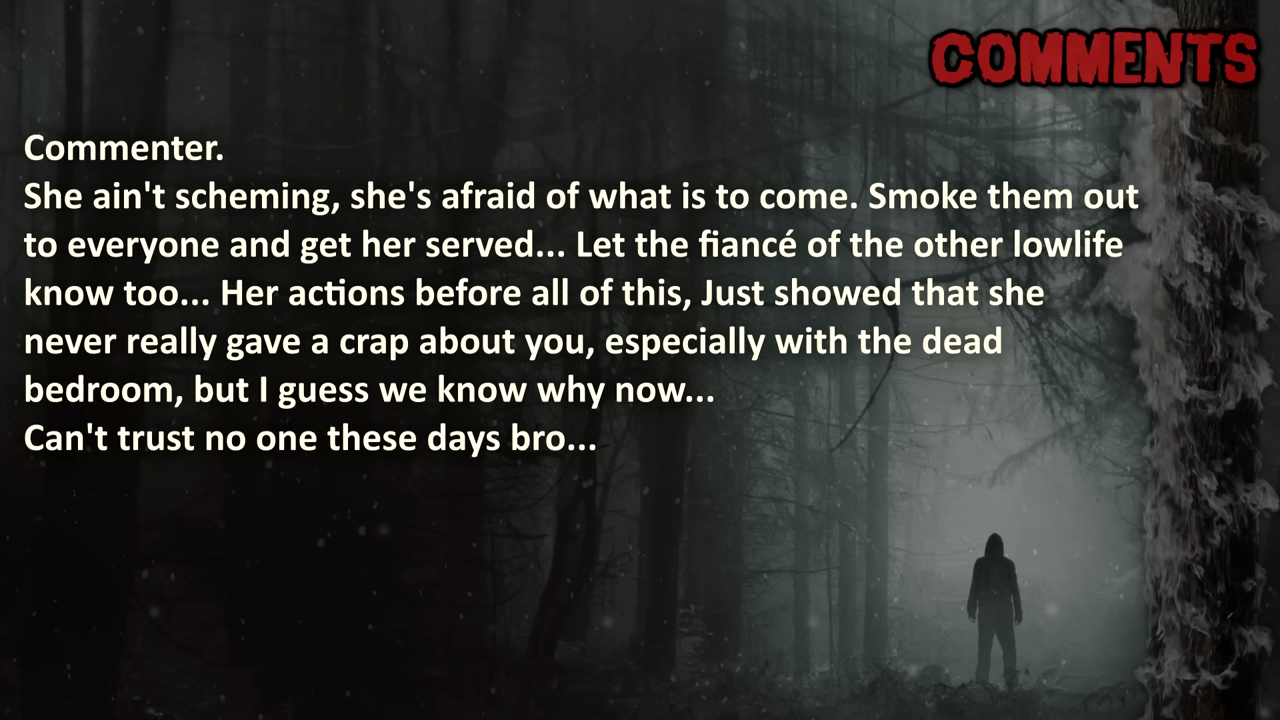 COMMENTS
Commenter.
She ain't scheming, she's afraid of what is to come. Smoke them out
to everyone and get her served... Let the fiancé of the other lowlife
know too... Her actions before all of this, Just showed that she
never really gave a crap about you, especially with the dead
bedroom, but I guess we know why now...
Can't trust no one these days bro...